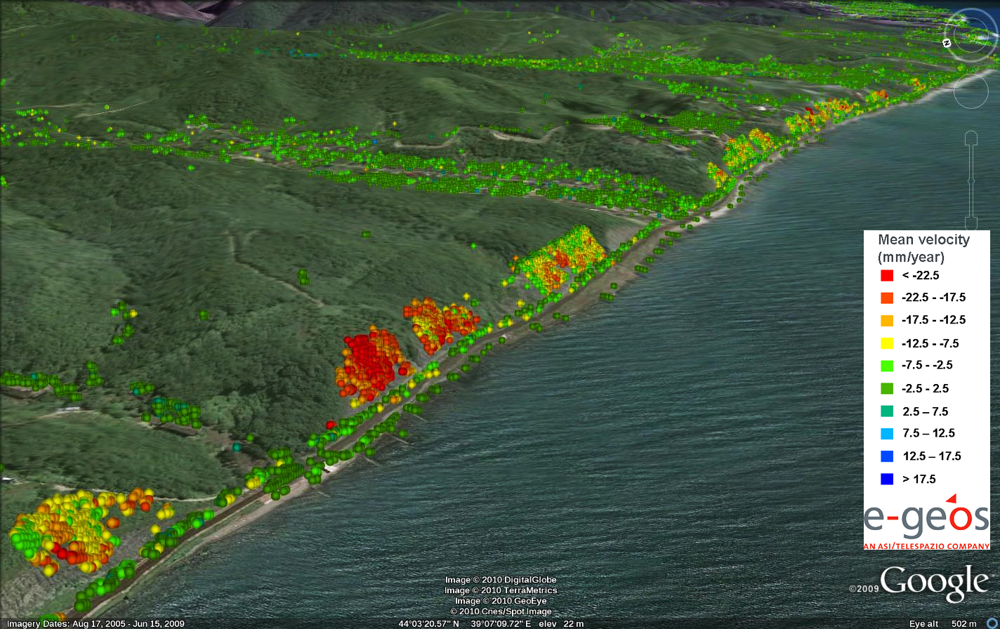 N
Mean velocity
(mm/year)
< -22.5
-22.5 - -17.5
-17.5 - -12.5
-12.5 - -7.5
-7.5 - -2.5
-2.5 - 2.5
2.5 – 7.5
7.5 – 12.5
12.5 – 17.5
> 17.5
e-geos
AN ASI/TELESPAZIO COMPANY
©2009 Google
Image © 2010 DigitalGlobe
Image © 2010 TerraMetrics
Image © 2010 GeoEye
© 2010 Cnes/Spot Image
Imagery Dates: Aug 17, 2005 - Jun 15, 2009 44°03'20.57" N 39°07'09.72" E elev 22 m Eye alt 502 m